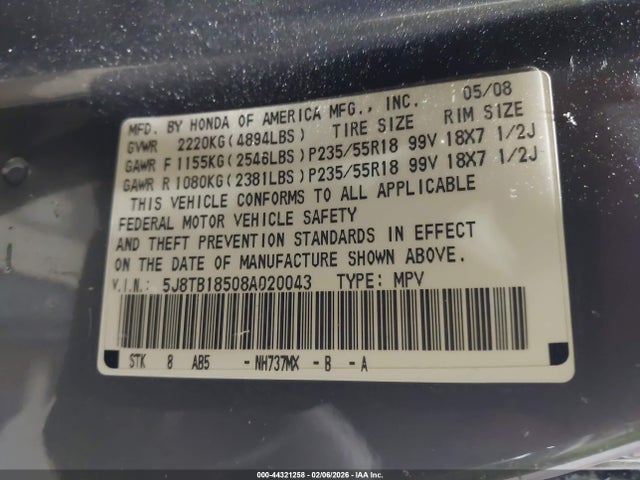 MFD. BY HONDA OF AMERICA MFG., INC. 05/08
GVWR 2220KG(4894LBS) TIRE SIZE RIM SIZE
GAWR F 1155KG(2546LBS) P235/55R18 99V 18X7 1/2J
GAWR R 1080KG(2381LBS) P235/55R18 99V 18X7 1/2J
THIS VEHICLE CONFORMS TO ALL APPLICABLE
FEDERAL MOTOR VEHICLE SAFETY
AND THEFT PREVENTION STANDARDS IN EFFECT
ON THE DATE OF MANUFACTURE SHOWN ABOVE.
V.I.N.: 5J8TB18508A020043 TYPE: MPV
STK 8 AB5 -NH737MX -B -A
000-44321258 - 02/06/2026 - IAA Inc.